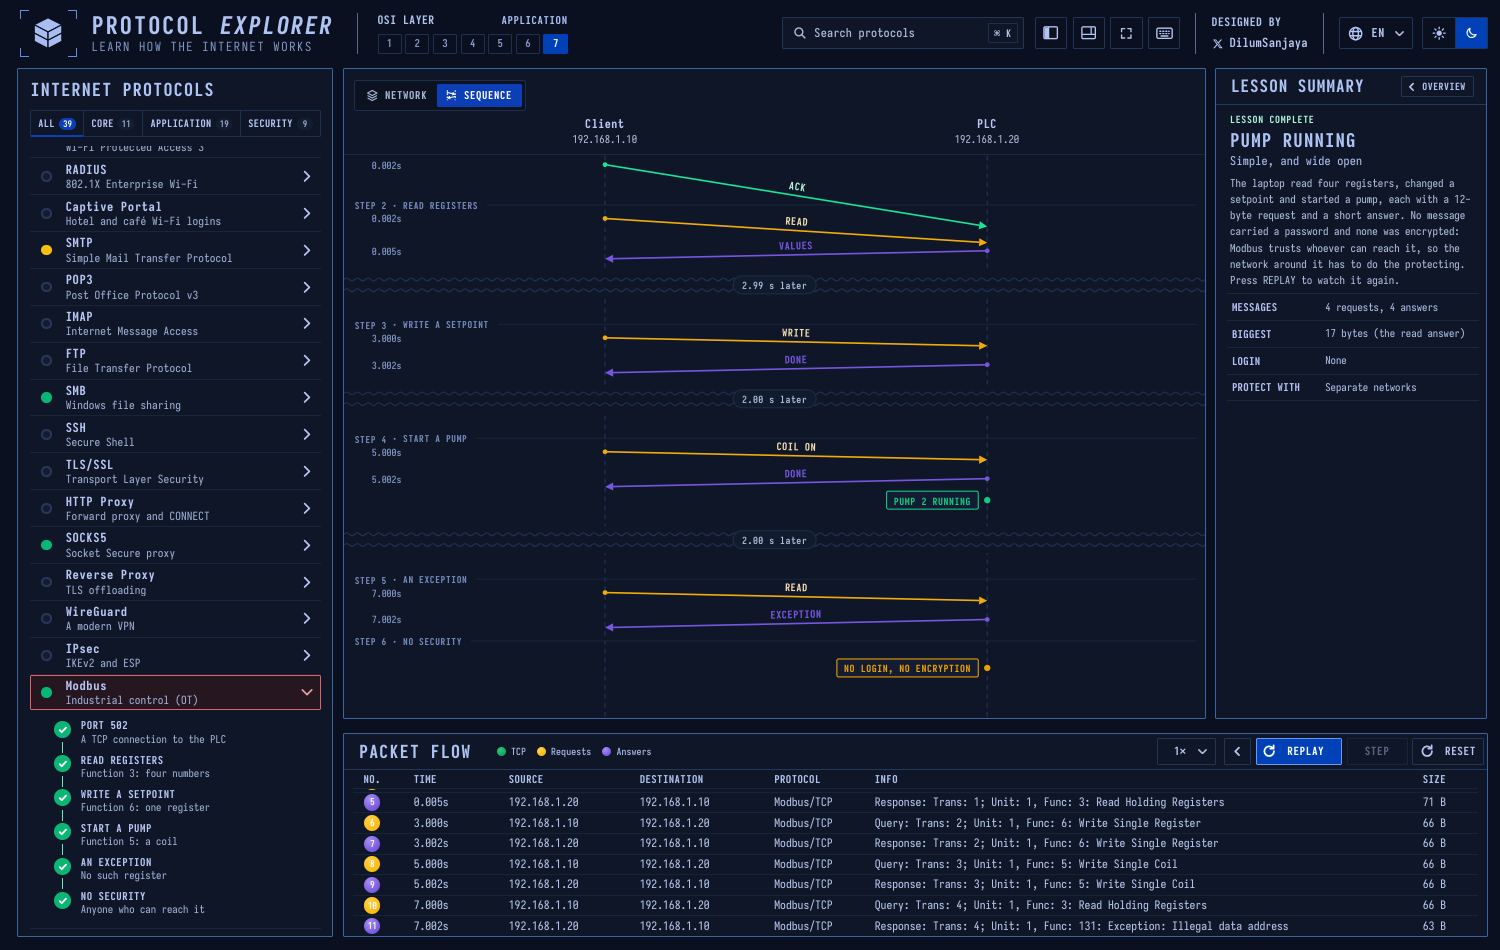 PROTOCOL EXPLORER
LEARN HOW THE INTERNET WORKS
OSI LAYER APPLICATION
1 2 3 4 5 6 7
Search protocols ⌘ K
DESIGNED BY
DilumSanjaya
EN
INTERNET PROTOCOLS
ALL 39 CORE 11 APPLICATION 19 SECURITY 9
Wi-Fi Protected Access 3
RADIUS
802.1X Enterprise Wi-Fi
Captive Portal
Hotel and café Wi-Fi logins
SMTP
Simple Mail Transfer Protocol
POP3
Post Office Protocol v3
IMAP
Internet Message Access
FTP
File Transfer Protocol
SMB
Windows file sharing
SSH
Secure Shell
TLS/SSL
Transport Layer Security
HTTP Proxy
Forward proxy and CONNECT
SOCKS5
Socket Secure proxy
Reverse Proxy
TLS offloading
WireGuard
A modern VPN
IPsec
IKEv2 and ESP
Modbus
Industrial control (OT)
PORT 502
A TCP connection to the PLC
READ REGISTERS
Function 3: four numbers
WRITE A SETPOINT
Function 6: one register
START A PUMP
Function 5: a coil
AN EXCEPTION
No such register
NO SECURITY
Anyone who can reach it
NETWORK SEQUENCE
Client PLC
192.168.1.10 192.168.1.20
0.002s
ACK
STEP 2 · READ REGISTERS
0.002s READ
0.005s VALUES
2.99 s later
STEP 3 · WRITE A SETPOINT
3.000s WRITE
3.002s DONE
2.00 s later
STEP 4 · START A PUMP
5.000s COIL ON
5.002s DONE
PUMP 2 RUNNING
2.00 s later
STEP 5 · AN EXCEPTION
7.000s READ
7.002s EXCEPTION
STEP 6 · NO SECURITY
NO LOGIN, NO ENCRYPTION
LESSON SUMMARY OVERVIEW
LESSON COMPLETE
PUMP RUNNING
Simple, and wide open
The laptop read four registers, changed a
setpoint and started a pump, each with a 12-
byte request and a short answer. No message
carried a password and none was encrypted:
Modbus trusts whoever can reach it, so the
network around it has to do the protecting.
Press REPLAY to watch it again.
MESSAGES 4 requests, 4 answers
BIGGEST 17 bytes (the read answer)
LOGIN None
PROTECT WITH Separate networks
PACKET FLOW TCP Requests Answers 1× REPLAY STEP RESET
NO. TIME SOURCE DESTINATION PROTOCOL INFO SIZE
5 0.005s 192.168.1.20 192.168.1.10 Modbus/TCP Response: Trans: 1; Unit: 1, Func: 3: Read Holding Registers 71 B
6 3.000s 192.168.1.10 192.168.1.20 Modbus/TCP Query: Trans: 2; Unit: 1, Func: 6: Write Single Register 66 B
7 3.002s 192.168.1.20 192.168.1.10 Modbus/TCP Response: Trans: 2; Unit: 1, Func: 6: Write Single Register 66 B
8 5.000s 192.168.1.10 192.168.1.20 Modbus/TCP Query: Trans: 3; Unit: 1, Func: 5: Write Single Coil 66 B
9 5.002s 192.168.1.20 192.168.1.10 Modbus/TCP Response: Trans: 3; Unit: 1, Func: 5: Write Single Coil 66 B
10 7.000s 192.168.1.10 192.168.1.20 Modbus/TCP Query: Trans: 4; Unit: 1, Func: 3: Read Holding Registers 66 B
11 7.002s 192.168.1.20 192.168.1.10 Modbus/TCP Response: Trans: 4; Unit: 1, Func: 131: Exception: Illegal data address 63 B